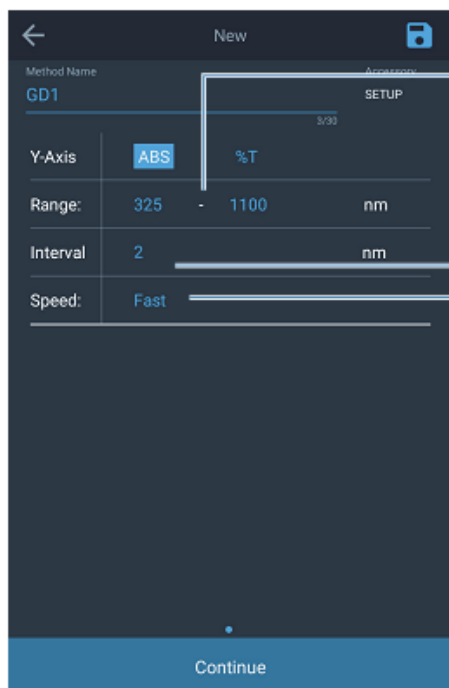 New
Method Name Accessory
GD1 SETUP
3/30
Y-Axis ABS %T
Range: 325 - 1100 nm
Interval 2 nm
Speed: Fast
Continue